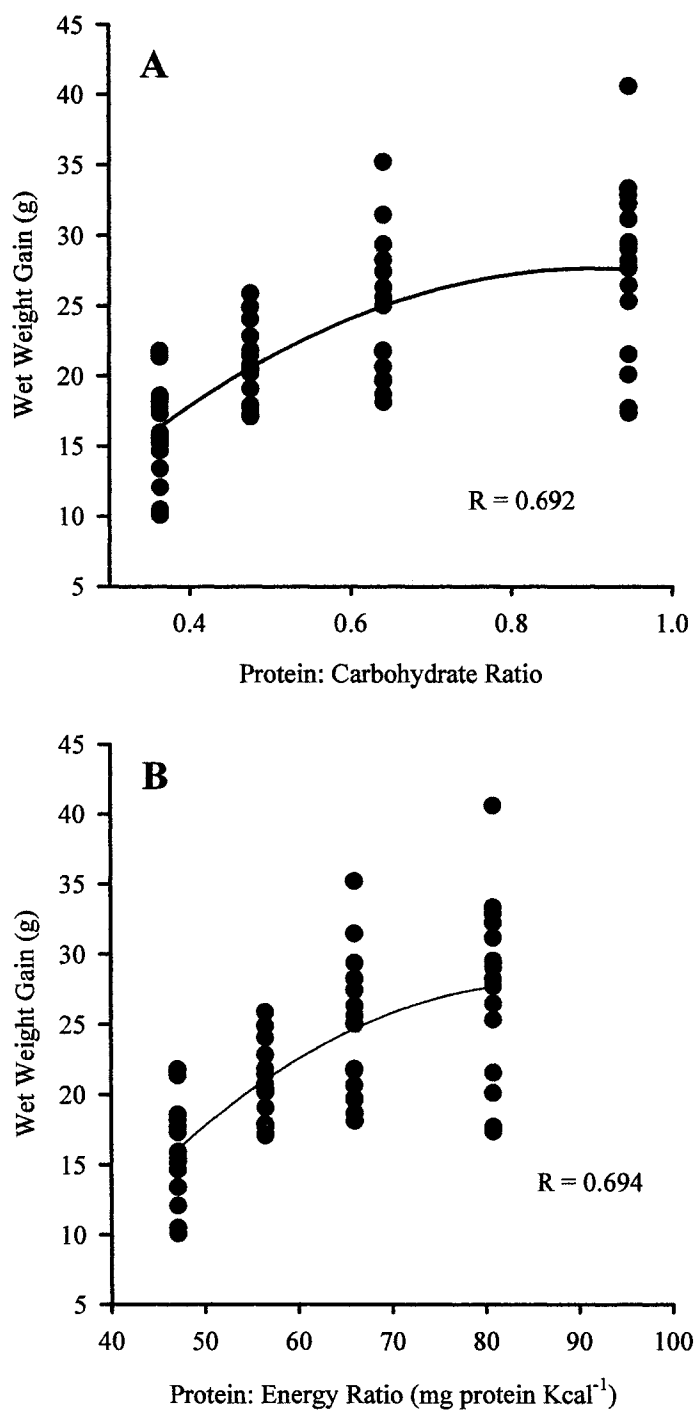 A
45
40
35
30
25
20
15
10
5
Wet Weight Gain (g)
R = 0.692
0.4 0.6 0.8 1.0
Protein: Carbohydrate Ratio
B
45
40
35
30
25
20
15
10
5
Wet Weight Gain (g)
R = 0.694
40 50 60 70 80 90 100
Protein: Energy Ratio (mg protein Kcal⁻¹)